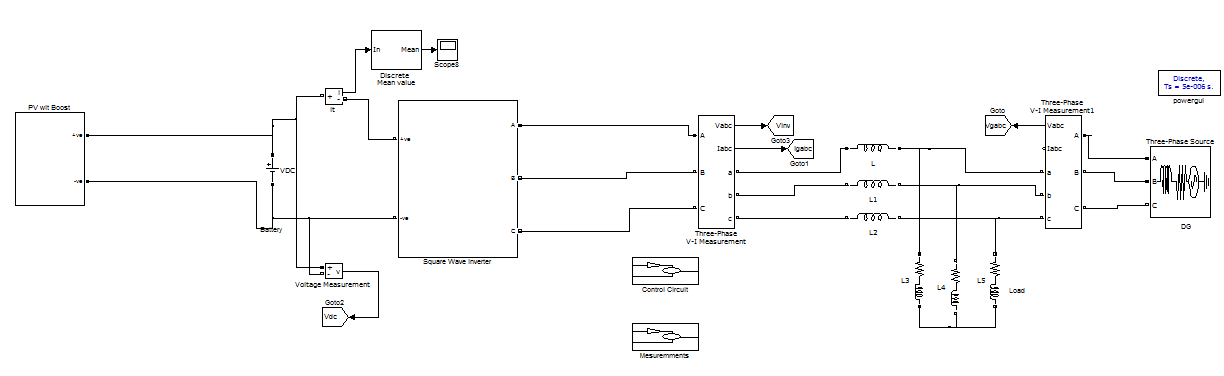 In
Mean
Discrete
Mean value
Scope8
i
+
-
It
PV wit Boost
+ve
-ve
+
VDC
Battery
+ve
-ve
A
B
C
Square Wave Inverter
+
-
v
Voltage Measurement
Goto2
Vdc
A
B
C
Vabc
Iabc
a
b
c
Three-Phase
V-I Measurement
Vinv
Goto3
Igabc
Goto1
L
L1
L2
Control Circuit
Mesuremments
L3
L4
L5
Load
Goto
Vgabc
Three-Phase
V-I Measurement1
Vabc
Iabc
a
b
c
A
B
C
Discrete,
Ts = 5e-006 s.
powergui
Three-Phase Source
A
B
C
DG